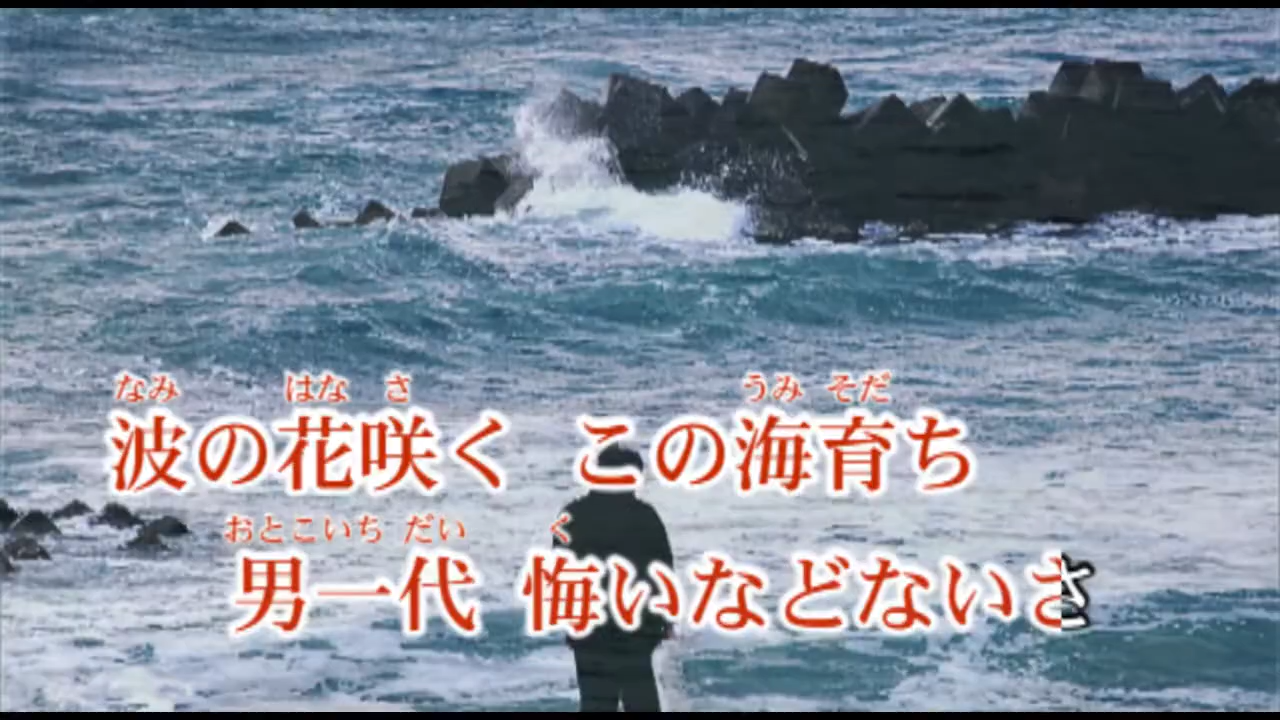 なみ はな さ うみ そだ
波の花咲く この海育ち
おとこいち だい く
男一代 悔いなどないさ